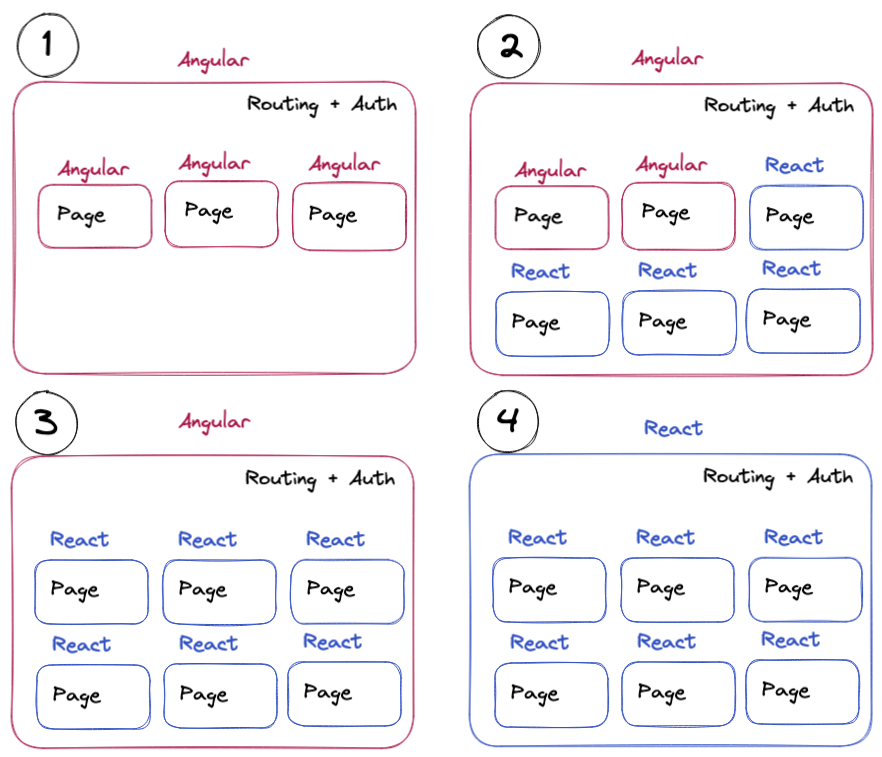 1
Angular
Routing + Auth
Angular Angular Angular
Page Page Page
2
Angular
Routing + Auth
Angular Angular React
Page Page Page
React React React
Page Page Page
3
Angular
Routing + Auth
React React React
Page Page Page
React React React
Page Page Page
4
React
Routing + Auth
React React React
Page Page Page
React React React
Page Page Page